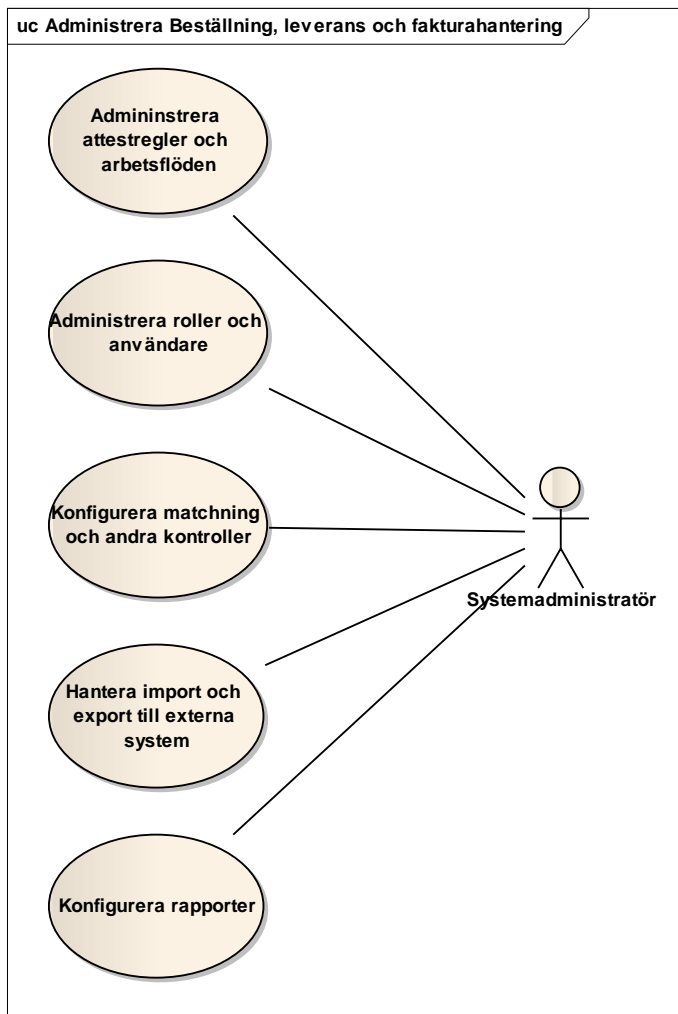 uc Administrera Beställning, leverans och fakturahantering
Admininstrera
attestregler och
arbetsflöden
Administrera roller och
användare
Konfigurera matchning
och andra kontroller
Systemadministratör
Hantera import och
export till externa
system
Konfigurera rapporter